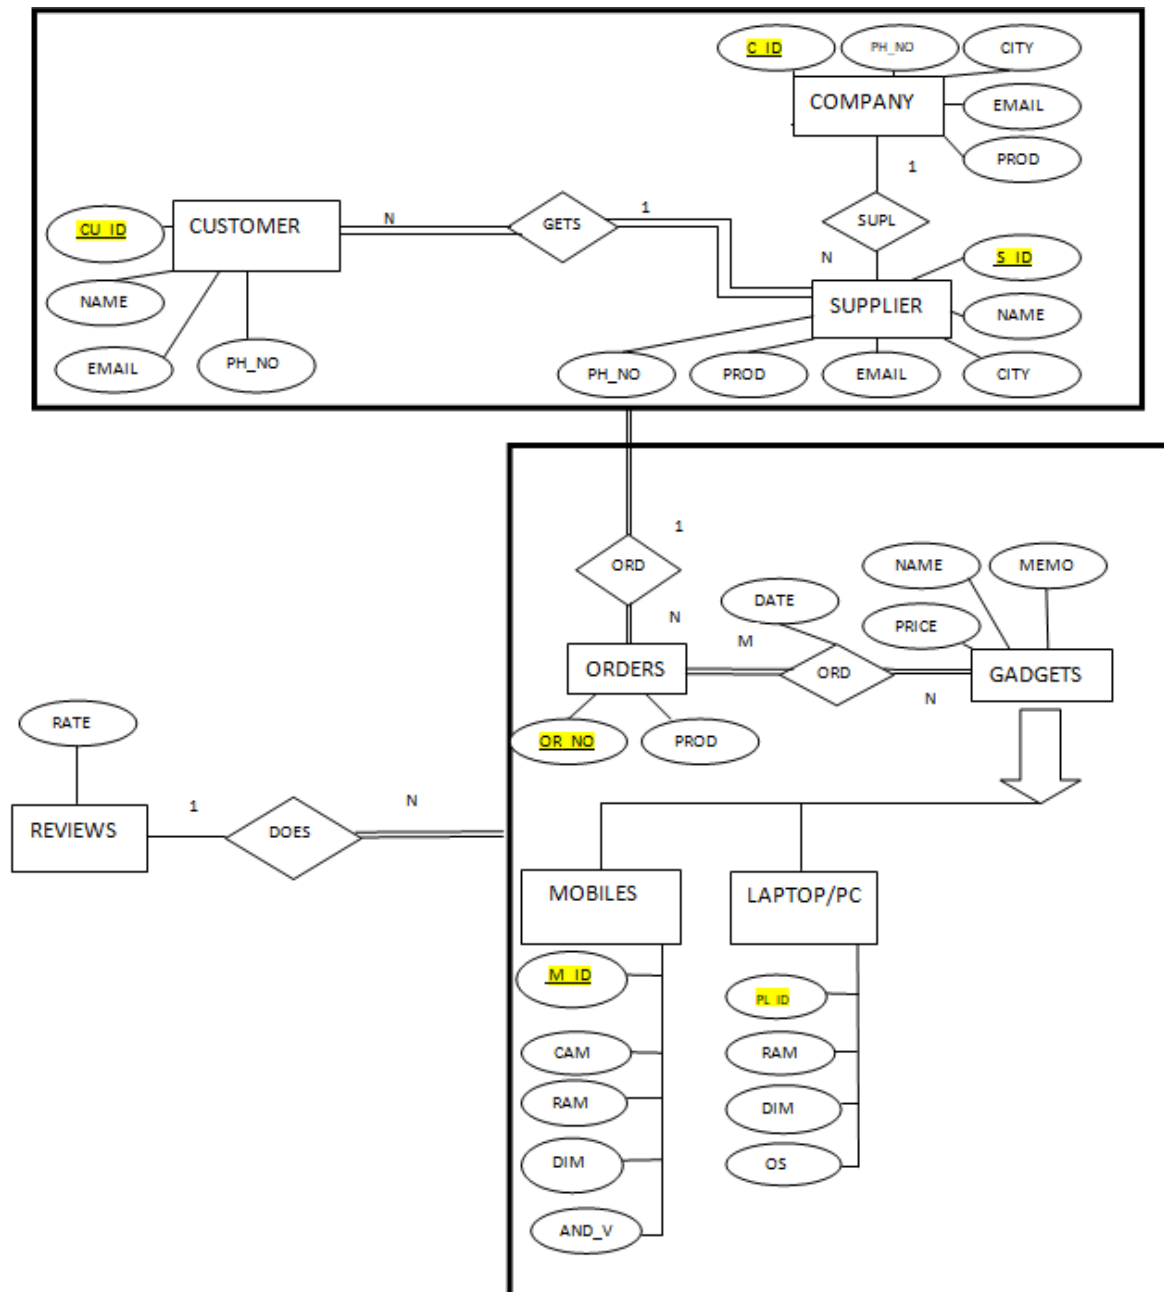 C_ID
PH_NO
CITY
COMPANY
EMAIL
PROD
1
CUSTOMER
CU_ID
N
GETS
1
SUPL
N
S_ID
NAME
SUPPLIER
NAME
EMAIL
PH_NO
PH_NO
PROD
EMAIL
CITY
1
ORD
NAME
MEMO
DATE
PRICE
N
M
ORDERS
ORD
GADGETS
N
OR_NO
PROD
RATE
REVIEWS
1
DOES
N
MOBILES
LAPTOP/PC
M_ID
PL_ID
CAM
RAM
RAM
DIM
DIM
OS
AND_V